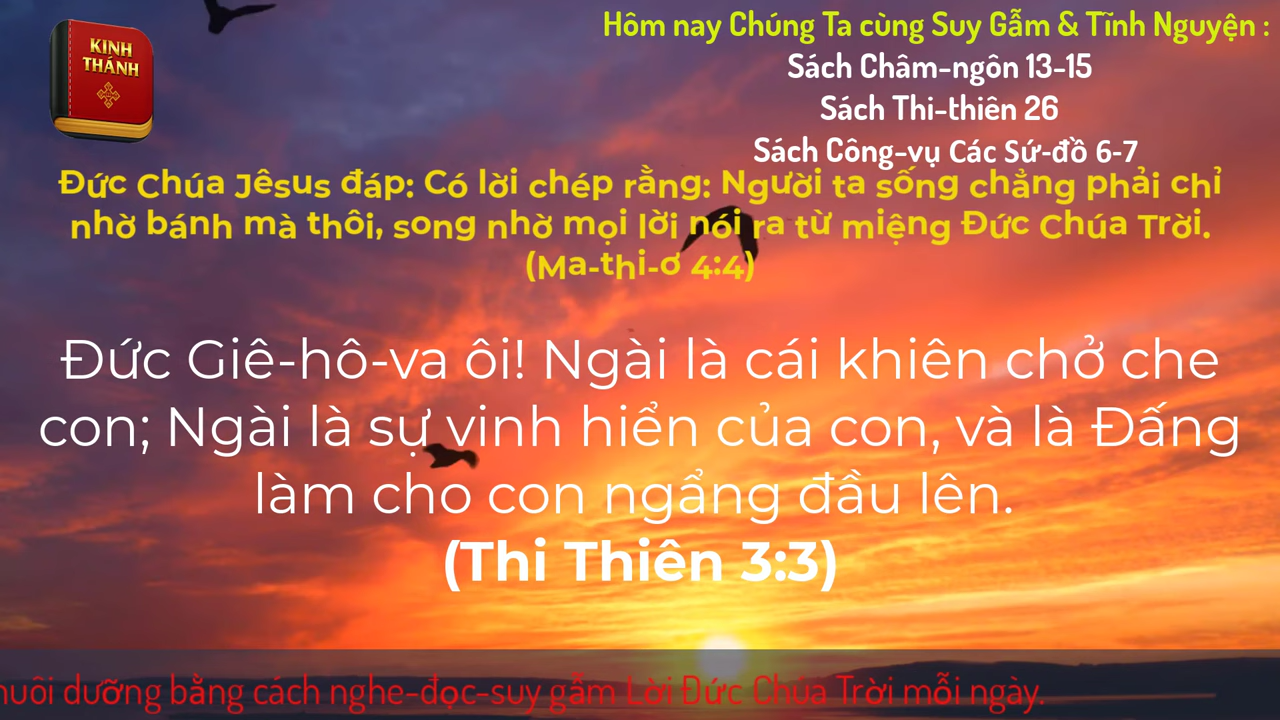 KINH
THÁNH
Hôm nay Chúng Ta cùng Suy Gẫm & Tĩnh Nguyện :
Sách Châm-ngôn 13-15
Sách Thi-thiên 26
Sách Công-vụ Các Sứ-đồ 6-7
Đức Chúa Jêsus đáp: Có lời chép rằng: Người ta sống chẳng phải chỉ
nhờ bánh mà thôi, song nhờ mọi lời nói ra từ miệng Đức Chúa Trời.
(Ma-thi-ơ 4:4)
Đức Giê-hô-va ôi! Ngài là cái khiên chở che
con; Ngài là sự vinh hiển của con, và là Đấng
làm cho con ngẩng đầu lên.
(Thi Thiên 3:3)
dưỡng bằng cách nghe-đọc-suy gẫm Lời Đức Chúa Trời mỗi ngày.